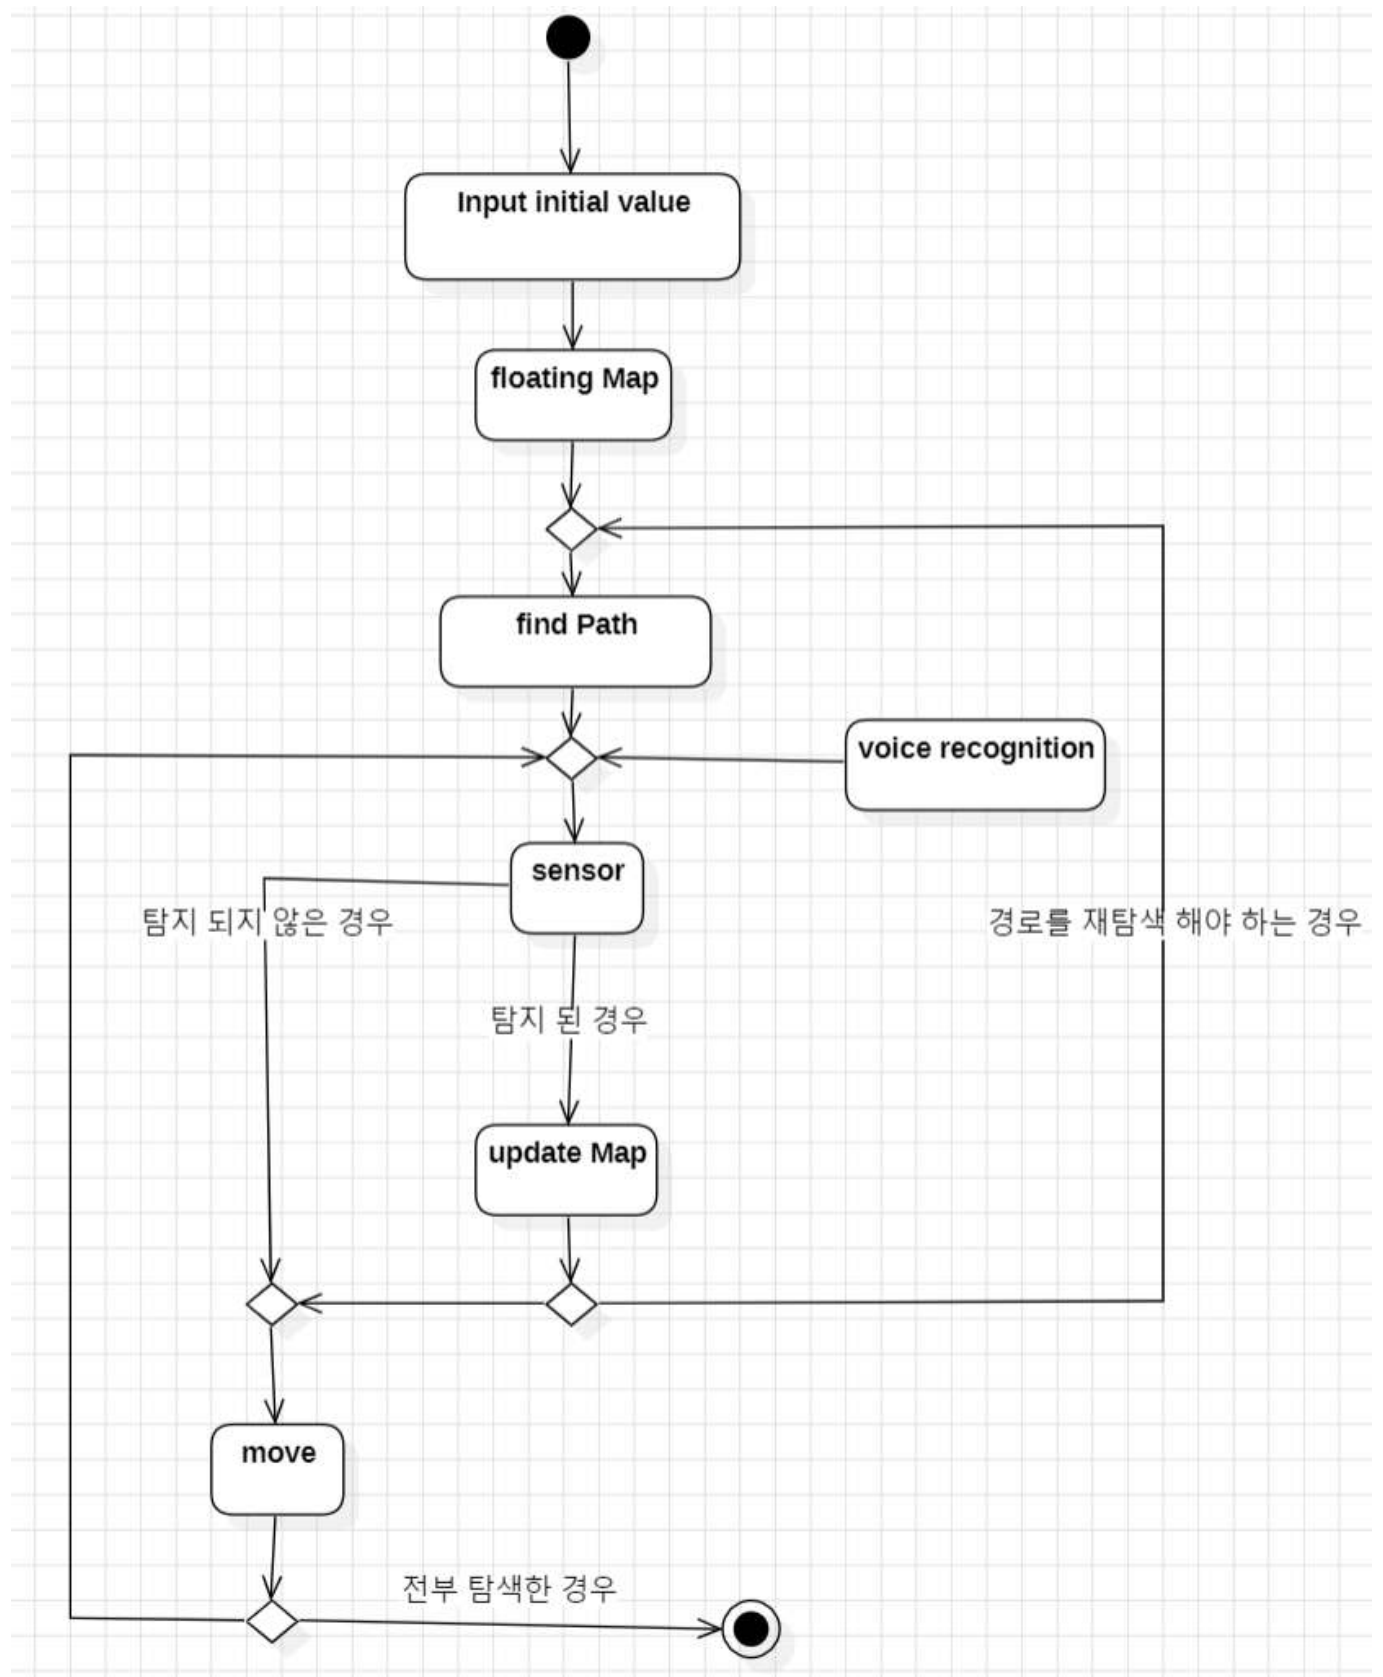 Input initial value
floating Map
find Path
voice recognition
sensor
탐지 되지 않은 경우
경로를 재탐색 해야 하는 경우
탐지 된 경우
update Map
move
전부 탐색한 경우